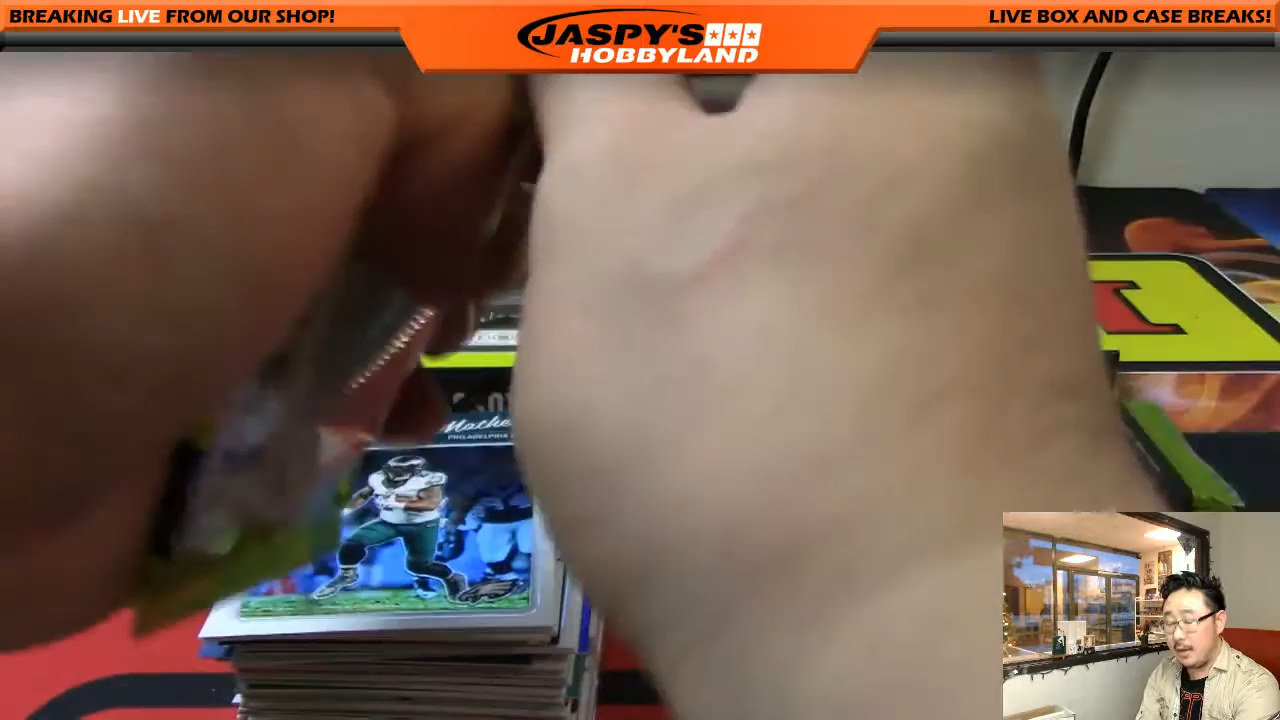 BREAKING LIVE FROM OUR SHOP!
JASPY'S
HOBBYLAND
LIVE BOX AND CASE BREAKS!
PHILADELPHIA